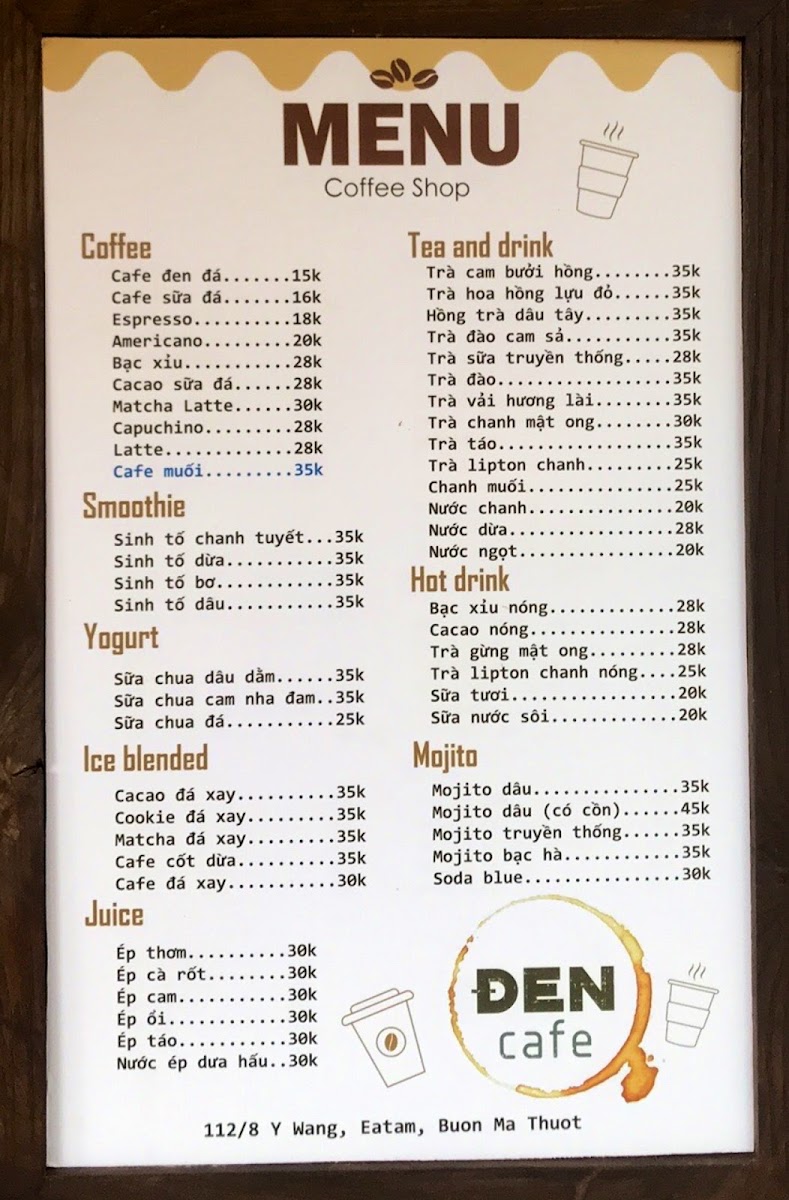 MENU
Coffee Shop
Coffee
Cafe đen đá.......15k
Cafe sữa đá.......16k
Espresso..........18k
Americano.........20k
Bạc xỉu...........28k
Cacao sữa đá......28k
Matcha Latte......30k
Capuchino.........28k
Latte.............28k
Cafe muối.........35k
Smoothie
Sinh tố chanh tuyết...35k
Sinh tố dừa...........35k
Sinh tố bơ............35k
Sinh tố dâu...........35k
Yogurt
Sữa chua dâu dằm......35k
Sữa chua cam nha đam..35k
Sữa chua đá...........25k
Ice blended
Cacao đá xay..........35k
Cookie đá xay.........35k
Matcha đá xay.........35k
Cafe cốt dừa..........35k
Cafe đá xay...........30k
Juice
Ép thơm..........30k
Ép cà rốt........30k
Ép cam...........30k
Ép ổi............30k
Ép táo...........30k
Nước ép dưa hấu..30k
Tea and drink
Trà cam bưởi hồng........35k
Trà hoa hồng lựu đỏ......35k
Hồng trà dâu tây.........35k
Trà đào cam sả...........35k
Trà sữa truyền thống.....28k
Trà đào..................35k
Trà vải hương lài........35k
Trà chanh mật ong........30k
Trà táo..................35k
Trà lipton chanh.........25k
Chanh muối...............25k
Nước chanh...............20k
Nước dừa.................28k
Nước ngọt................20k
Hot drink
Bạc xỉu nóng.............28k
Cacao nóng...............28k
Trà gừng mật ong.........28k
Trà lipton chanh nóng....25k
Sữa tươi.................20k
Sữa nước sôi.............20k
Mojito
Mojito dâu...............35k
Mojito dâu (có cồn)......45k
Mojito truyền thống......35k
Mojito bạc hà............35k
Soda blue................30k
ĐEN
cafe
112/8 Y Wang, Eatam, Buon Ma Thuot